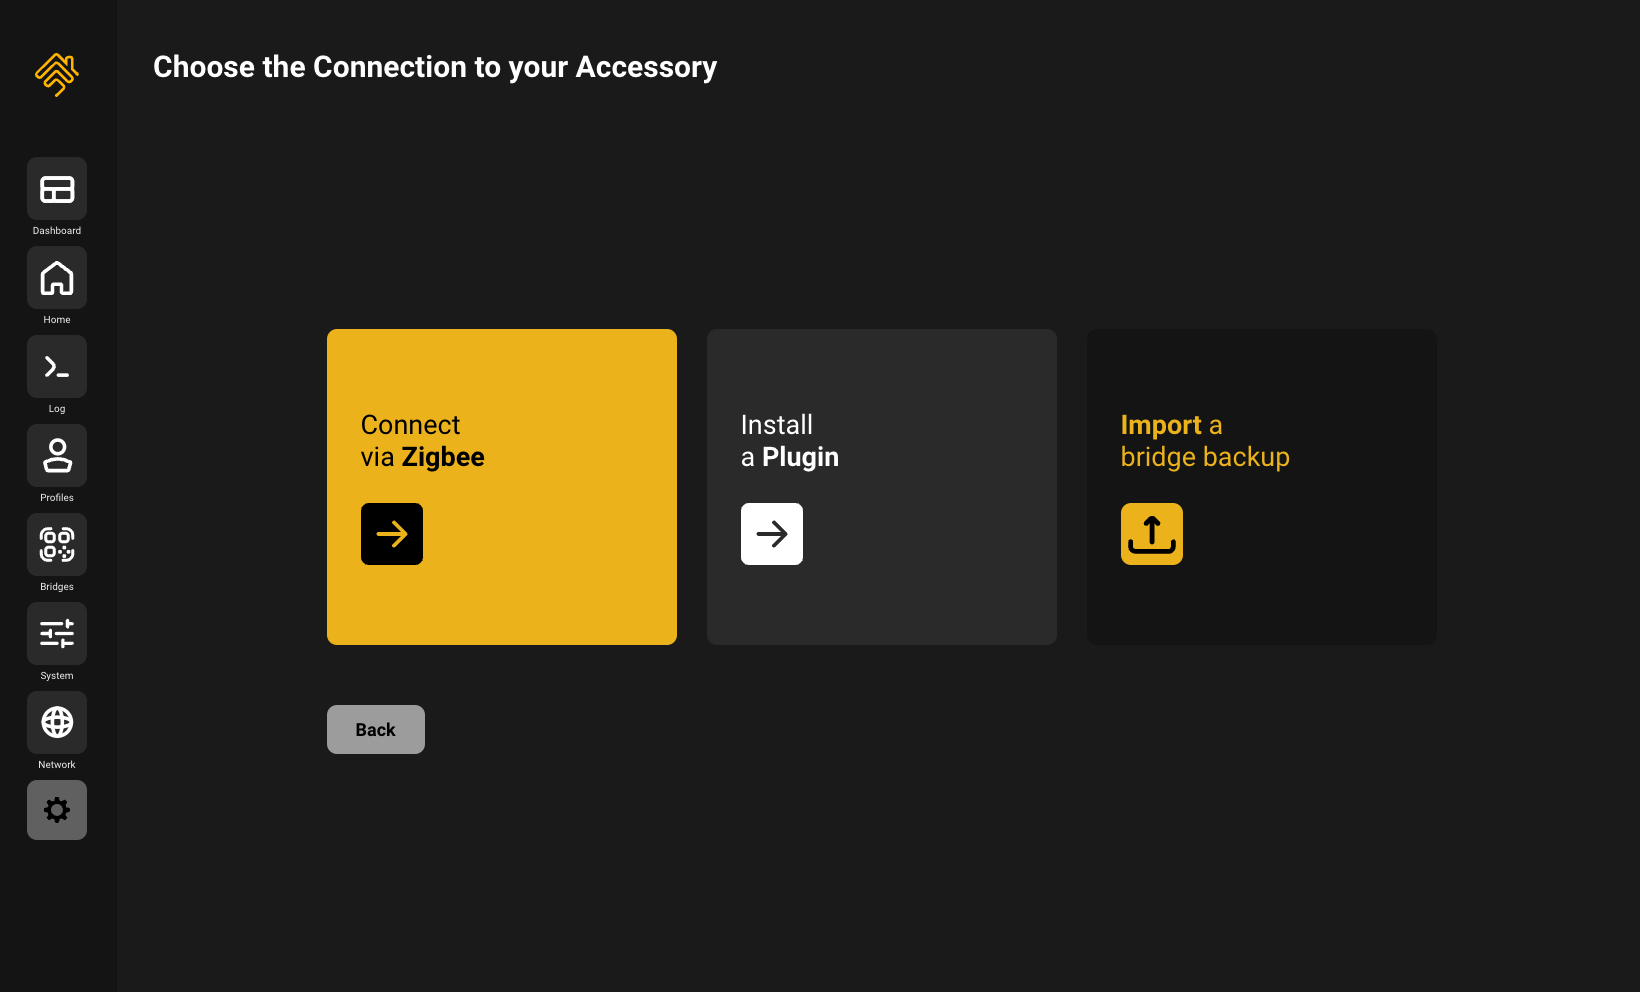 Choose the Connection to your Accessory
Dashboard
Home
Log
Profiles
Bridges
System
Network
Connect
via Zigbee
Install
a Plugin
Import a
bridge backup
Back